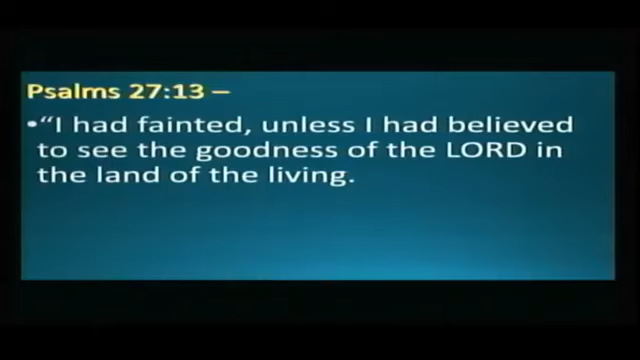 Psalms 27:13 –
•“I had fainted, unless I had believed
to see the goodness of the LORD in
the land of the living.